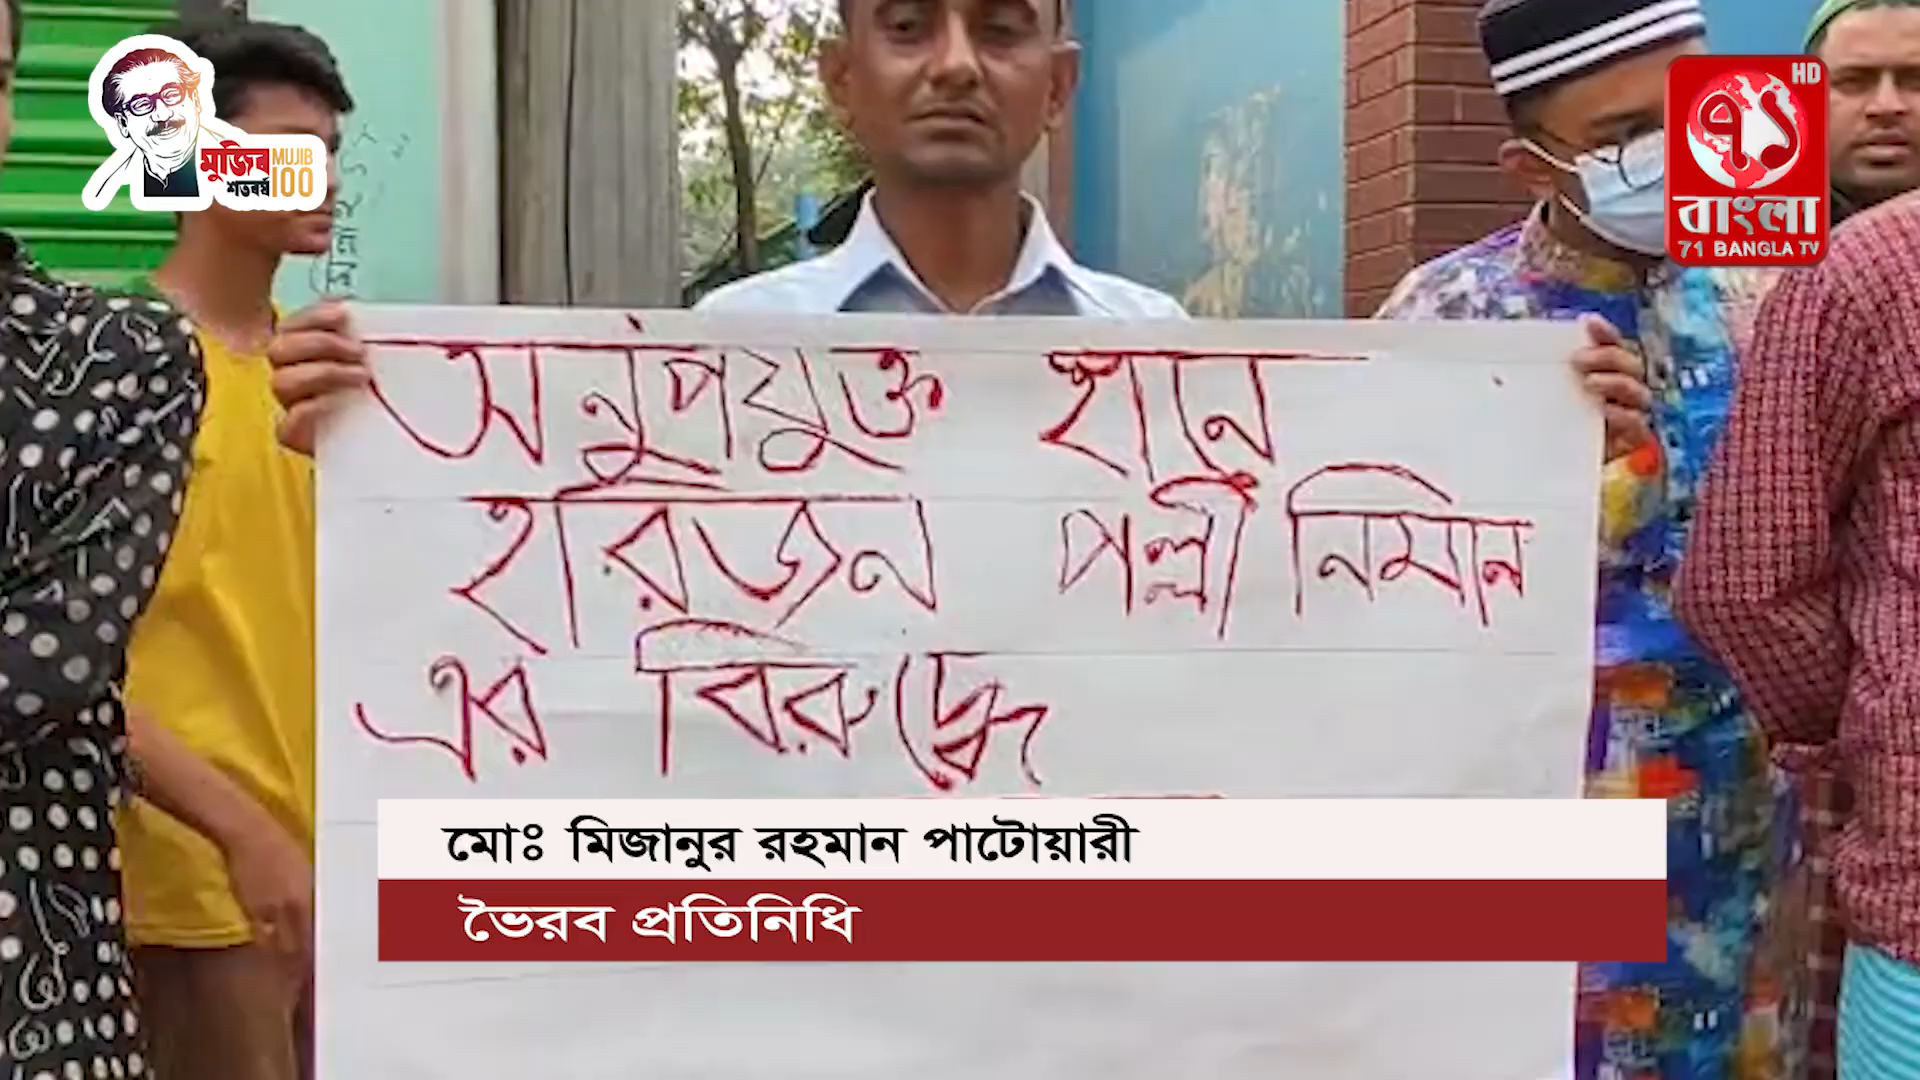 মুজিব
শতবর্ষ
MUJIB
100
HD
৭১
বাংলা
71 BANGLA TV
অনুপযুক্ত স্থানে
হরিজন পল্লী নিমান
এর বিরুদ্ধে
মোঃ মিজানুর রহমান পাটোয়ারী
ভৈরব প্রতিনিধি